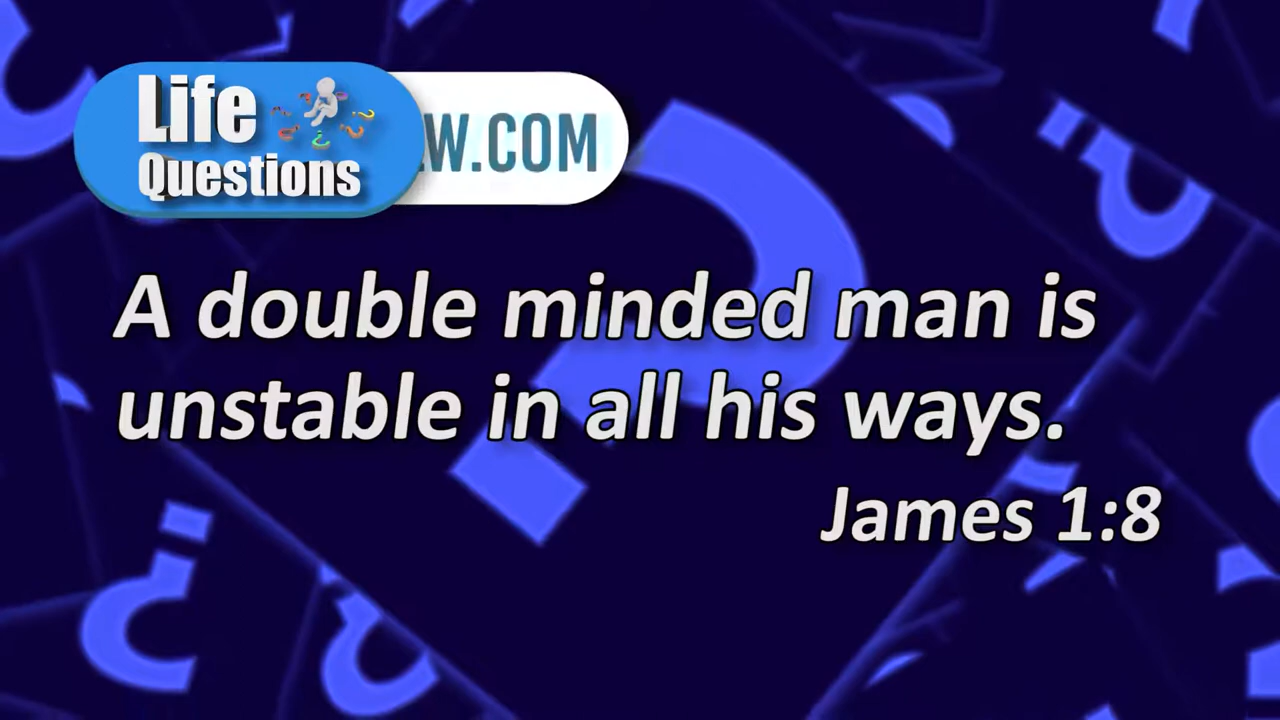 Life
Questions
W.COM
A double minded man is
unstable in all his ways.
James 1:8